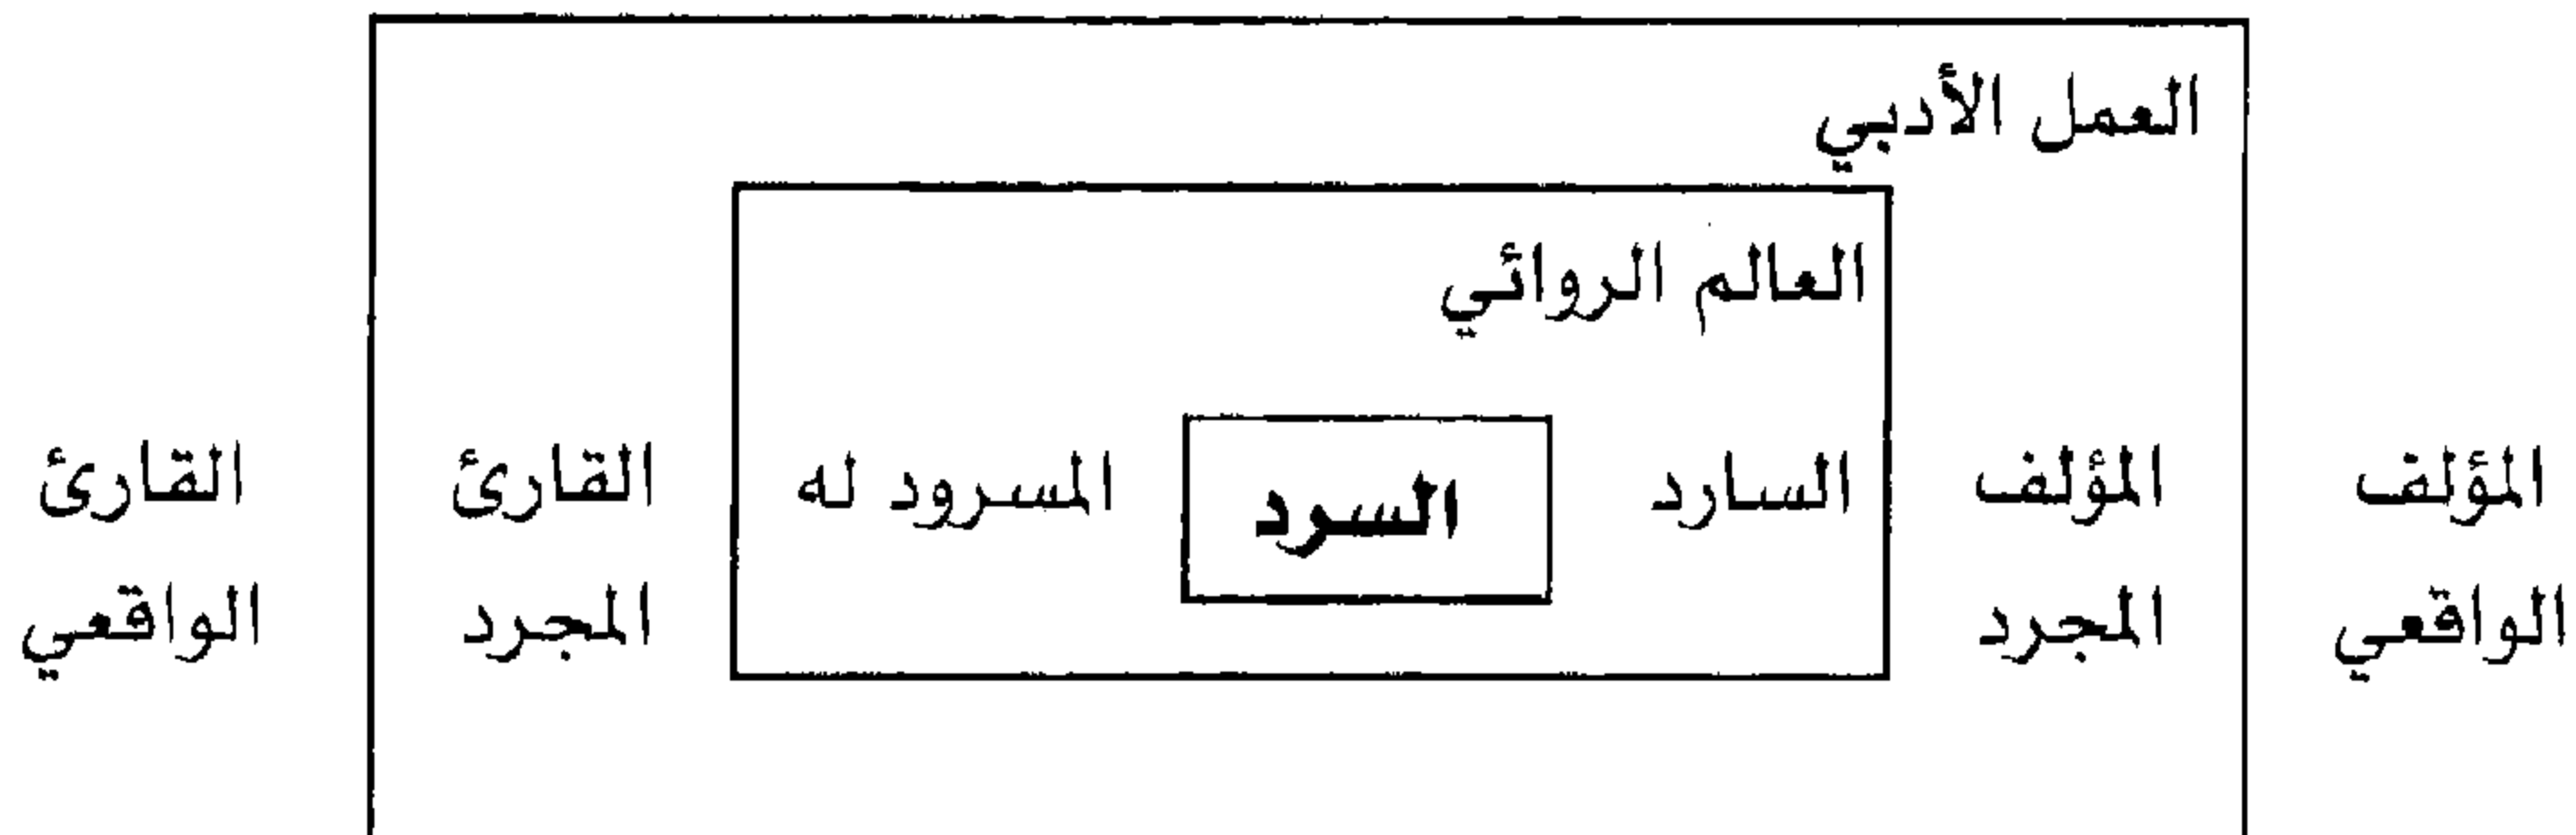 العمل الأدبي
العالم الروائي
المؤلف المؤلف السارد السرد المسرود له القارئ القارئ
الواقعي المجرد المجرد الواقعي